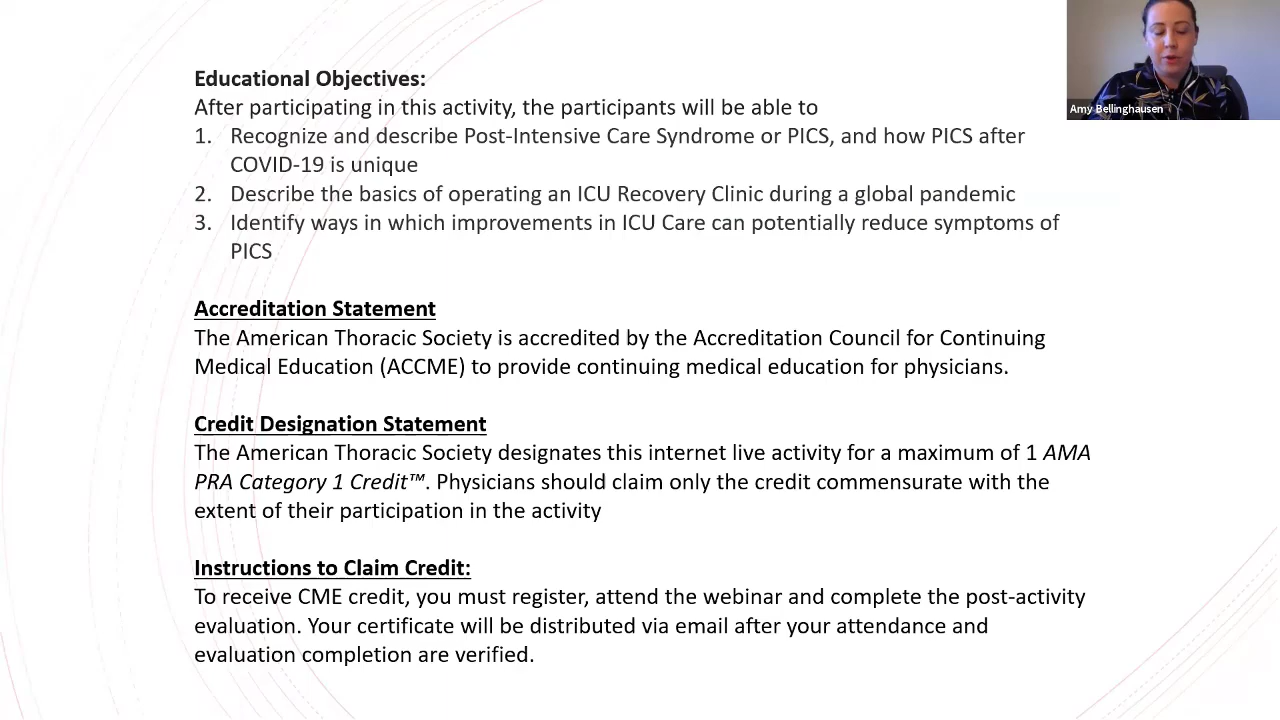 Educational Objectives:
After participating in this activity, the participants will be able to
1. Recognize and describe Post-Intensive Care Syndrome or PICS, and how PICS after
COVID-19 is unique
2. Describe the basics of operating an ICU Recovery Clinic during a global pandemic
3. Identify ways in which improvements in ICU Care can potentially reduce symptoms of
PICS
Accreditation Statement
The American Thoracic Society is accredited by the Accreditation Council for Continuing
Medical Education (ACCME) to provide continuing medical education for physicians.
Credit Designation Statement
The American Thoracic Society designates this internet live activity for a maximum of 1 AMA
PRA Category 1 Credit™. Physicians should claim only the credit commensurate with the
extent of their participation in the activity
Instructions to Claim Credit:
To receive CME credit, you must register, attend the webinar and complete the post-activity
evaluation. Your certificate will be distributed via email after your attendance and
evaluation completion are verified.
Amy Bellinghausen